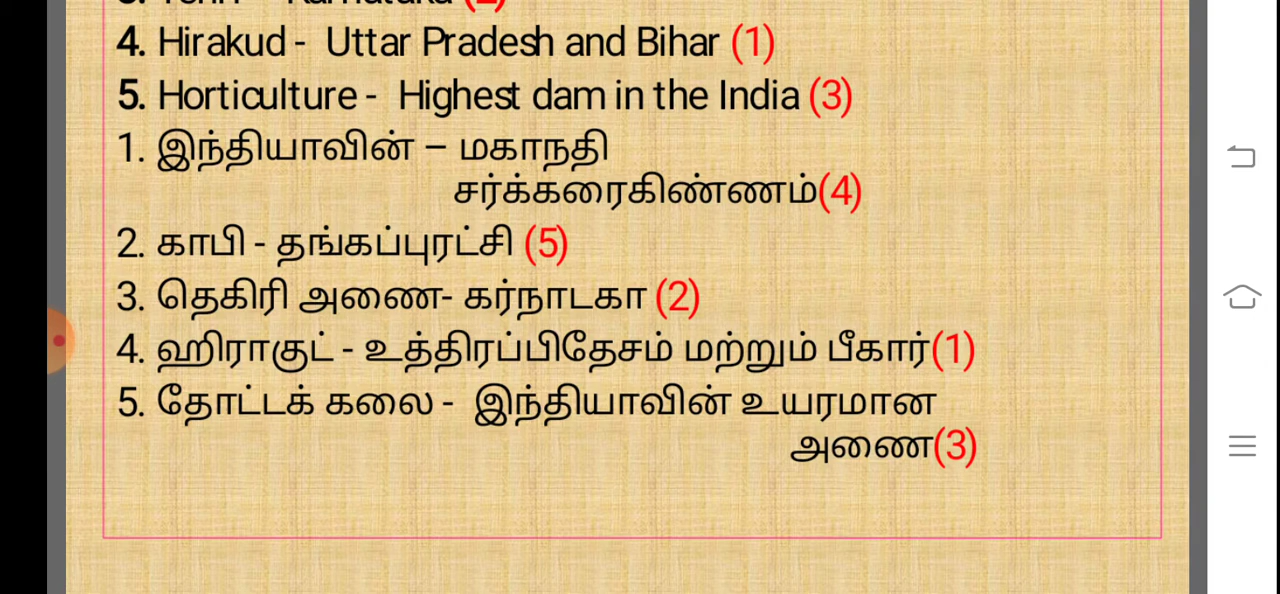 4. Hirakud - Uttar Pradesh and Bihar (1)
5. Horticulture - Highest dam in the India (3)
1. இந்தியாவின் – மகாநதி
சர்க்கரைகிண்ணம்(4)
2. காபி - தங்கப்புரட்சி (5)
3. தெகிரி அணை- கர்நாடகா (2)
4. ஹிராகுட் - உத்திரப்பிதேசம் மற்றும் பீகார்(1)
5. தோட்டக் கலை - இந்தியாவின் உயரமான
அணை(3)